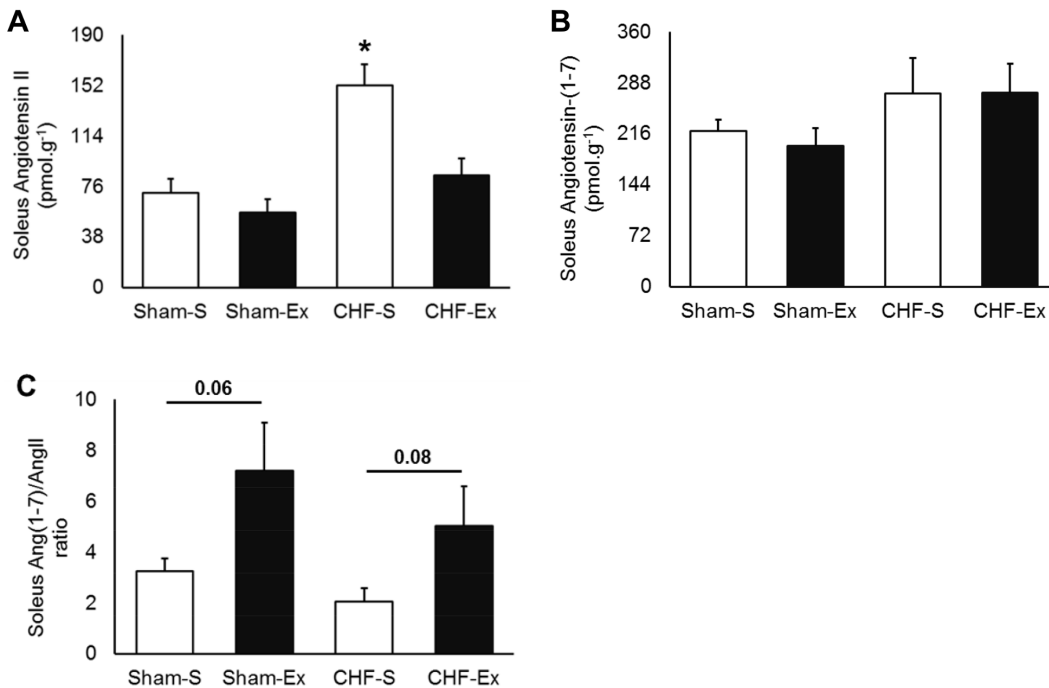 A
Soleus Angiotensin II
(pmol.g-1)
190
152
114
76
38
0
*
Sham-S Sham-Ex CHF-S CHF-Ex
B
Soleus Angiotensin-(1-7)
(pmol.g-1)
360
288
216
144
72
0
Sham-S Sham-Ex CHF-S CHF-Ex
C
Soleus Ang(1-7)/AngII
ratio
10
8
6
4
2
0
0.06
0.08
Sham-S Sham-Ex CHF-S CHF-Ex